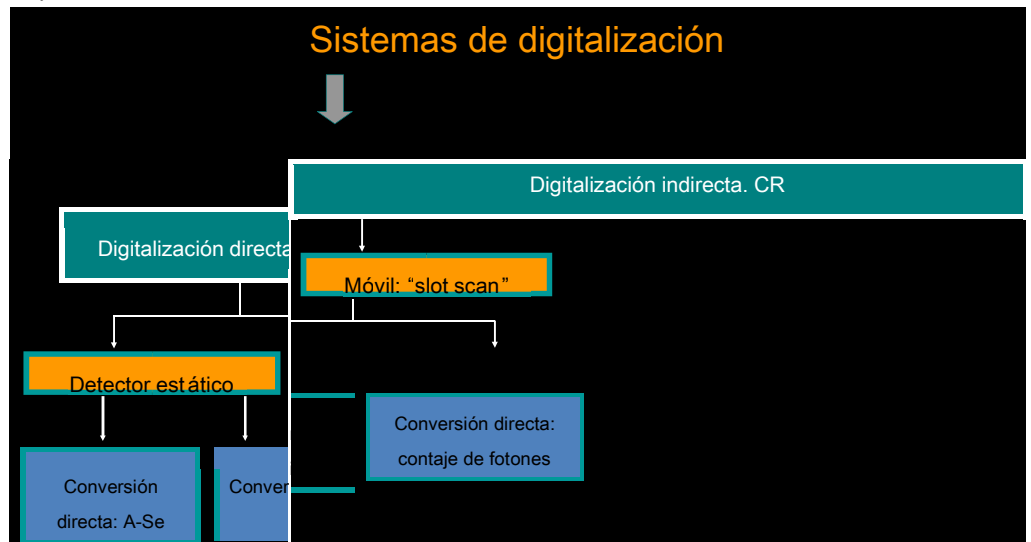 Sistemas de digitalización
Digitalización indirecta. CR
Digitalización directa
Móvil: “slot scan”
Detector estático
Conversión directa:
contaje de fotones
Conversión
directa: A-Se
Conver